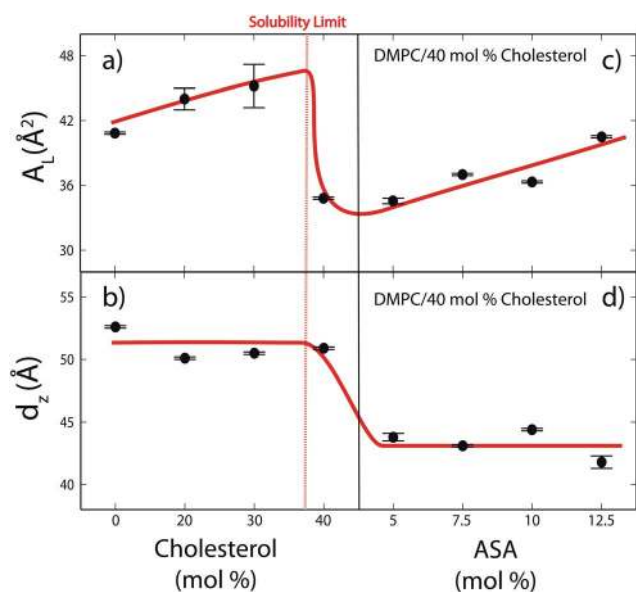 Solubility Limit
a)
DMPC/40 mol % Cholesterol
c)
48
42
36
30
A_L (Å²)
b)
DMPC/40 mol % Cholesterol
d)
55
50
45
40
d_z (Å)
0 20 30 40 5 7.5 10 12.5
Cholesterol
(mol %)
ASA
(mol %)